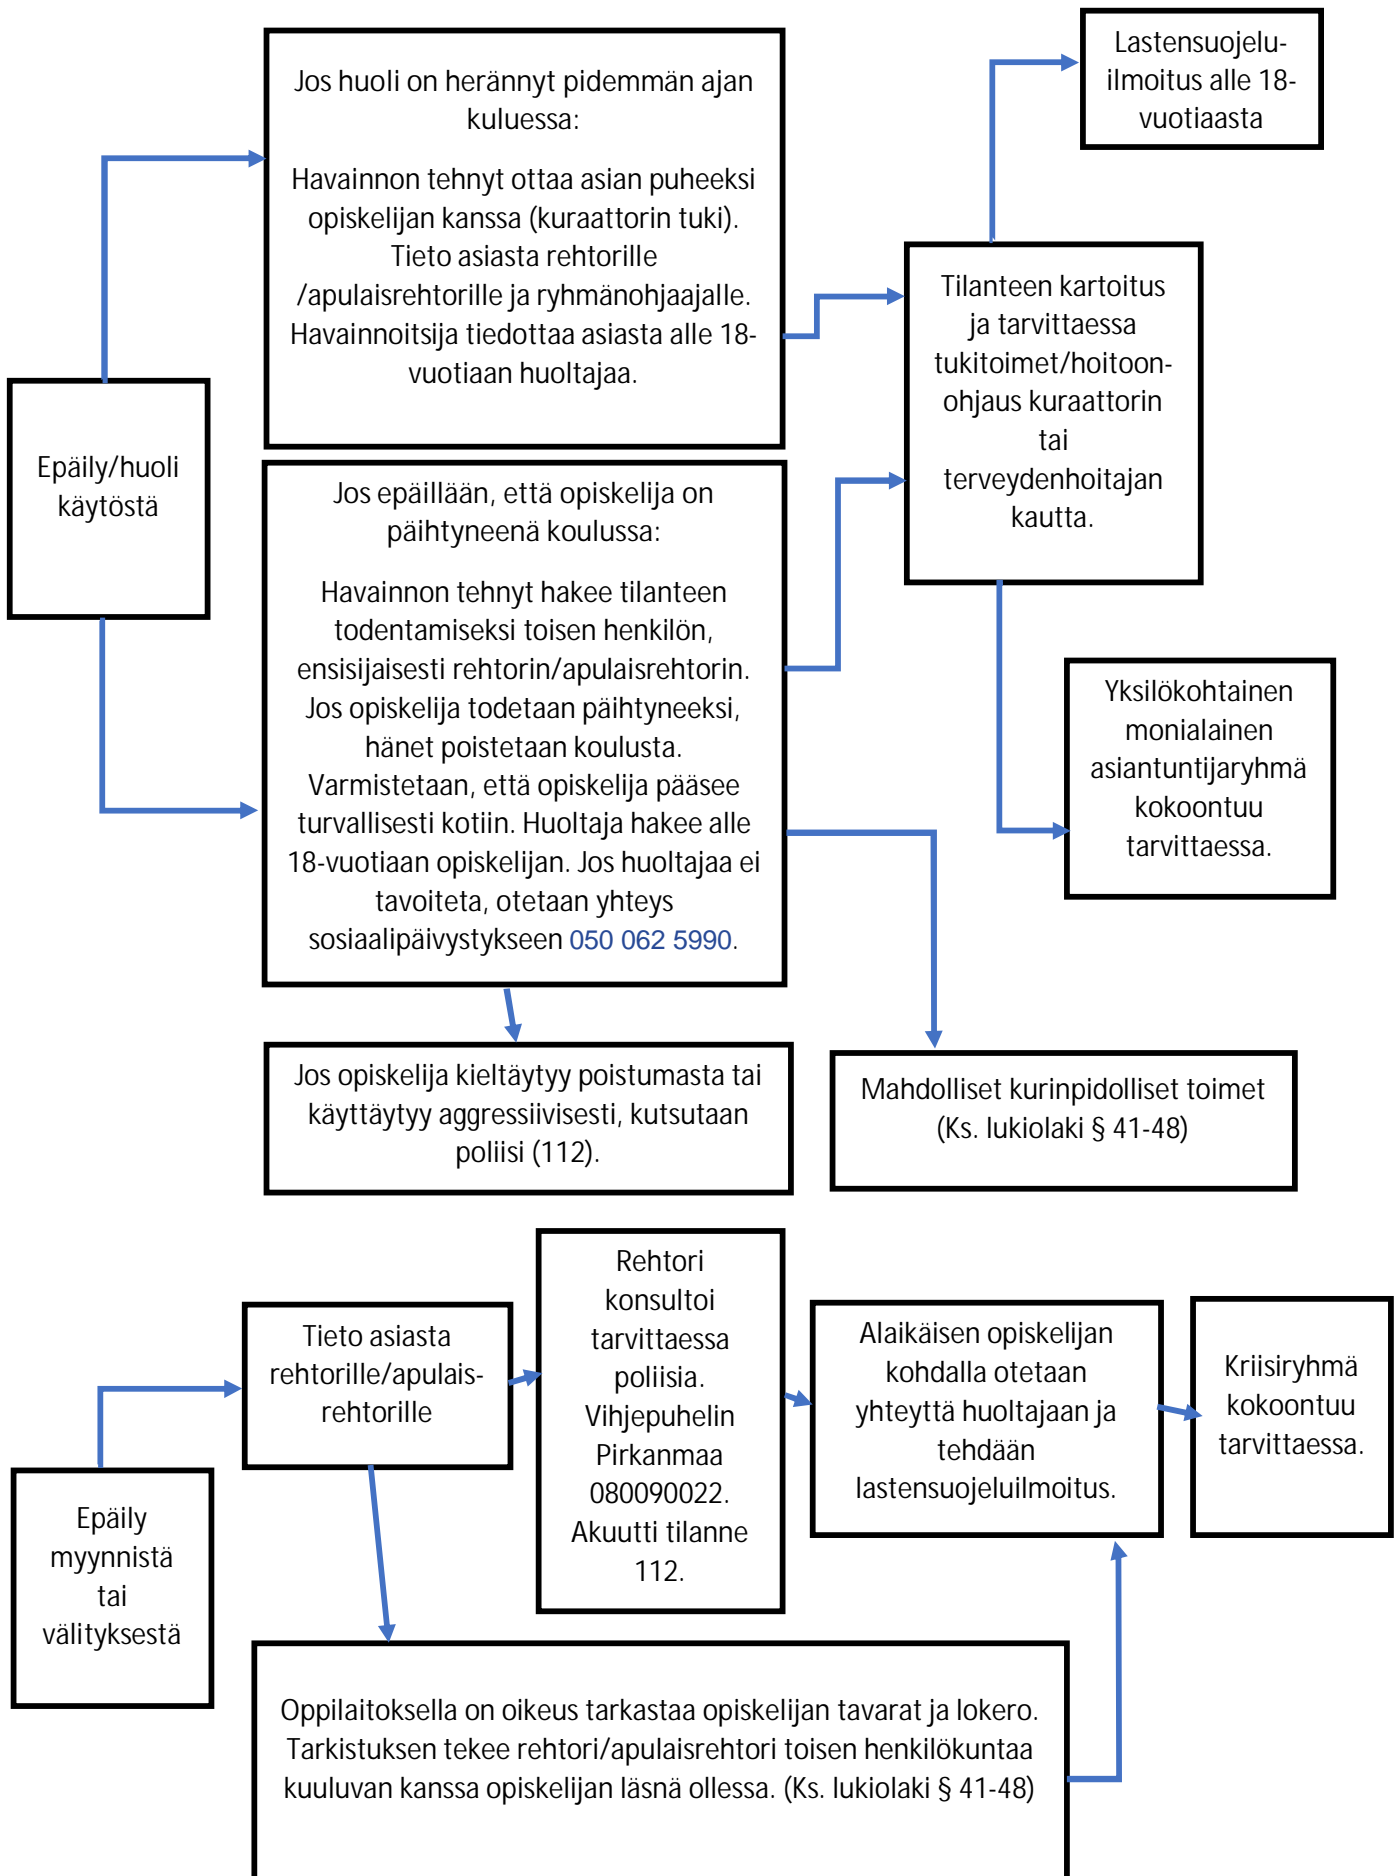 Lastensuojelu-
ilmoitus alle 18-
vuotiaasta
Jos huoli on herännyt pidemmän ajan
kuluessa:
Havainnon tehnyt ottaa asian puheeksi
opiskelijan kanssa (kuraattorin tuki).
Tieto asiasta rehtorille
/apulaisrehtorille ja ryhmänohjaajalle.
Havainnoitsija tiedottaa asiasta alle 18-
vuotiaan huoltajaa.
Tilanteen kartoitus
ja tarvittaessa
tukitoimet/hoitoon-
ohjaus kuraattorin
tai
terveydenhoitajan
kautta.
Epäily/huoli
käytöstä
Jos epäillään, että opiskelija on
päihtyneenä koulussa:
Havainnon tehnyt hakee tilanteen
todentamiseksi toisen henkilön,
ensisijaisesti rehtorin/apulaisrehtorin.
Jos opiskelija todetaan päihtyneeksi,
hänet poistetaan koulusta.
Varmistetaan, että opiskelija pääsee
turvallisesti kotiin. Huoltaja hakee alle
18-vuotiaan opiskelijan. Jos huoltajaa ei
tavoiteta, otetaan yhteys
sosiaalipäivystykseen 050 062 5990.
Yksilökohtainen
monialainen
asiantuntijaryhmä
kokoontuu
tarvittaessa.
Jos opiskelija kieltäytyy poistumasta tai
käyttäytyy aggressiivisesti, kutsutaan
poliisi (112).
Mahdolliset kurinpidolliset toimet
(Ks. lukiolaki § 41-48)
Epäily
myynnistä
tai
välityksestä
Tieto asiasta
rehtorille/apulais-
rehtorille
Rehtori
konsultoi
tarvittaessa
poliisia.
Vihjepuhelin
Pirkanmaa
080090022.
Akuutti tilanne
112.
Alaikäisen opiskelijan
kohdalla otetaan
yhteyttä huoltajaan ja
tehdään
lastensuojeluilmoitus.
Kriisiryhmä
kokoontuu
tarvittaessa.
Oppilaitoksella on oikeus tarkastaa opiskelijan tavarat ja lokero.
Tarkistuksen tekee rehtori/apulaisrehtori toisen henkilökuntaa
kuuluvan kanssa opiskelijan läsnä ollessa. (Ks. lukiolaki § 41-48)